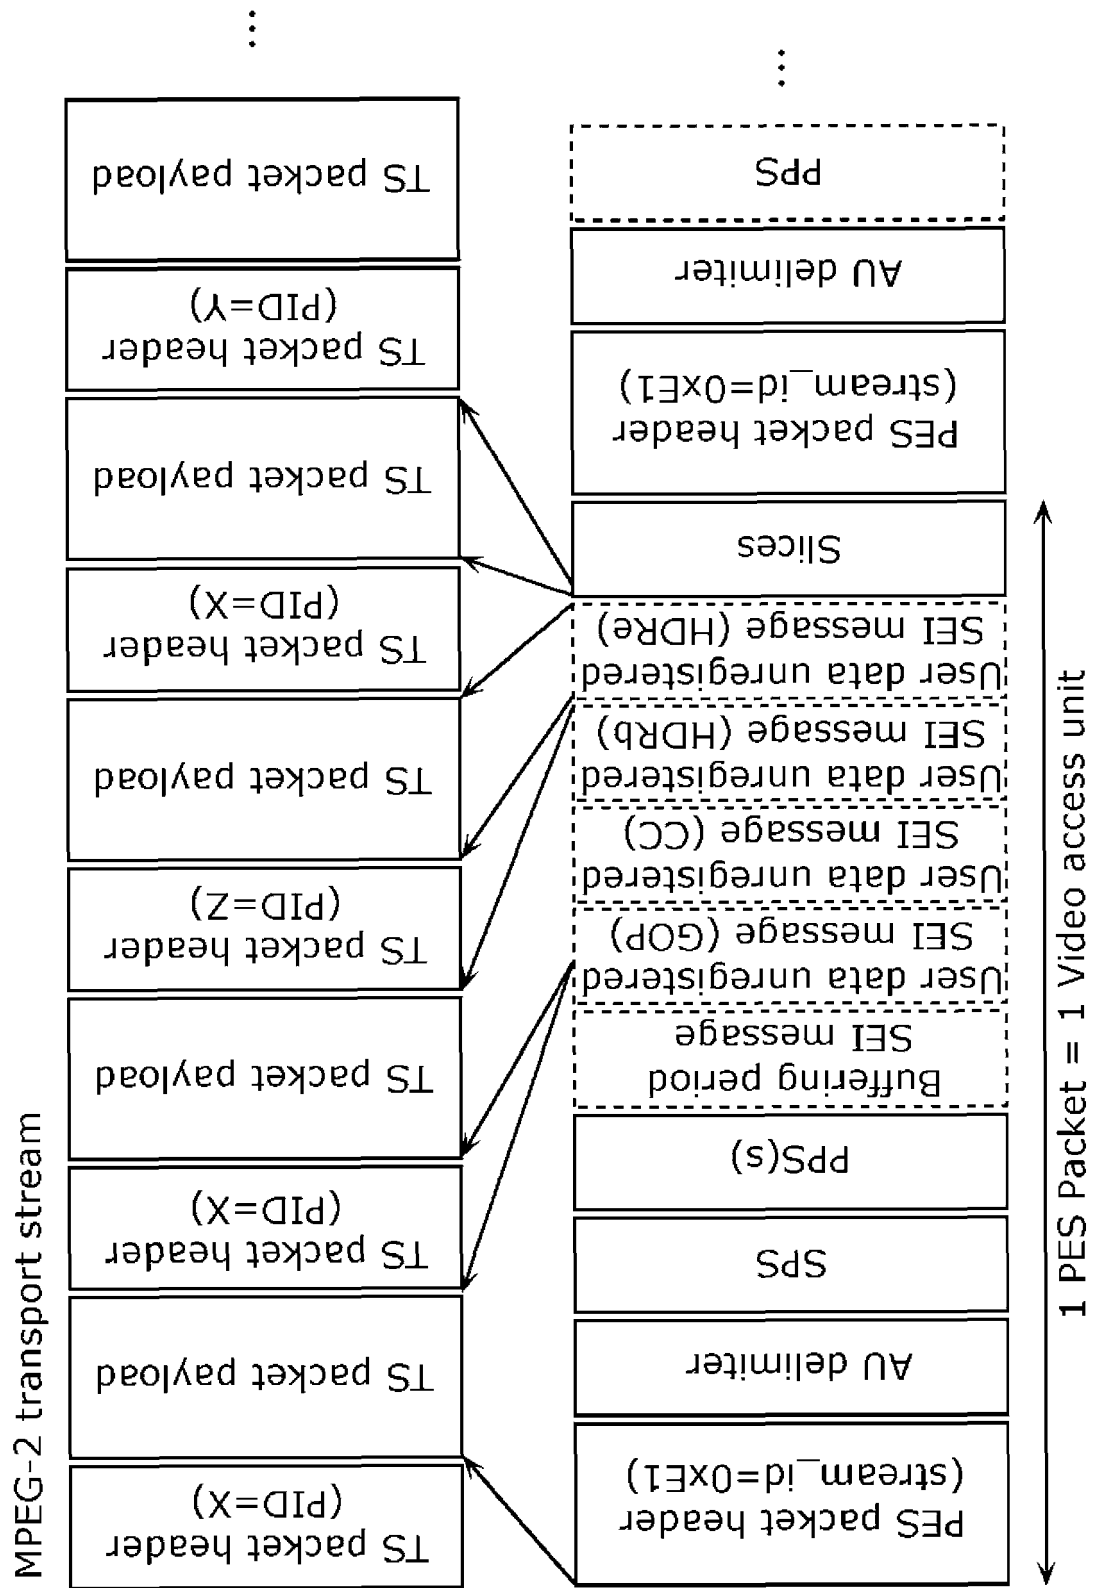 1 PES Packet = 1 Video access unit
PES packet header
(stream_id=0xE1)
AU delimiter
SPS
PPS(s)
Buffering period
SEI message
User data unregistered
SEI message (GOP)
User data unregistered
SEI message (CC)
User data unregistered
SEI message (HDRb)
User data unregistered
SEI message (HDRe)
Slices
PES packet header
(stream_id=0xE1)
AU delimiter
PPS
...
MPEG-2 transport stream
TS packet header
(PID=X)
TS packet payload
TS packet header
(PID=X)
TS packet payload
TS packet header
(PID=Z)
TS packet payload
TS packet header
(PID=X)
TS packet payload
TS packet header
(PID=Y)
TS packet payload
...